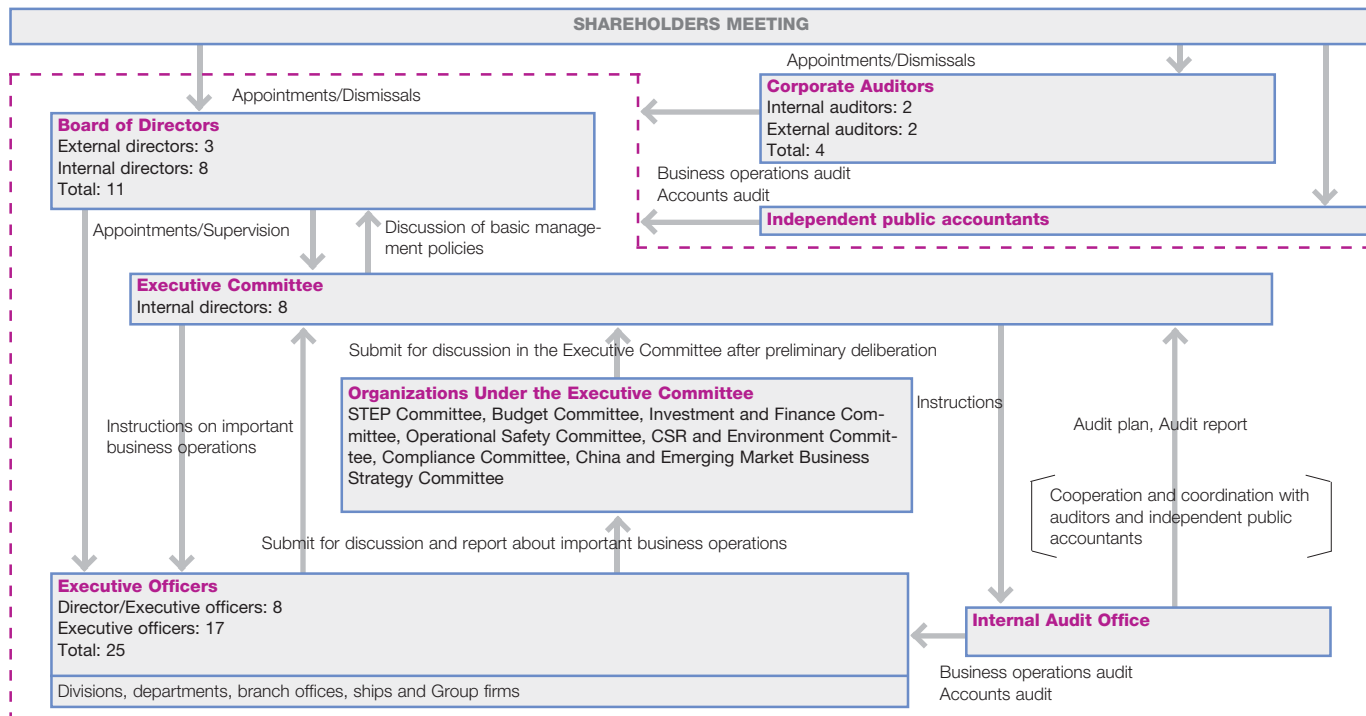 SHAREHOLDERS MEETING
Appointments/Dismissals
Corporate Auditors
Internal auditors: 2
External auditors: 2
Total: 4
Appointments/Dismissals
Board of Directors
External directors: 3
Internal directors: 8
Total: 11
Business operations audit
Accounts audit
Independent public accountants
Appointments/Supervision
Discussion of basic manage-
ment policies
Executive Committee
Internal directors: 8
Submit for discussion in the Executive Committee after preliminary deliberation
Organizations Under the Executive Committee
STEP Committee, Budget Committee, Investment and Finance Com-
mittee, Operational Safety Committee, CSR and Environment Commit-
tee, Compliance Committee, China and Emerging Market Business
Strategy Committee
Instructions
Instructions on important
business operations
Audit plan, Audit report
Cooperation and coordination with
auditors and independent public
accountants
Submit for discussion and report about important business operations
Executive Officers
Director/Executive officers: 8
Executive officers: 17
Total: 25
Divisions, departments, branch offices, ships and Group firms
Internal Audit Office
Business operations audit
Accounts audit